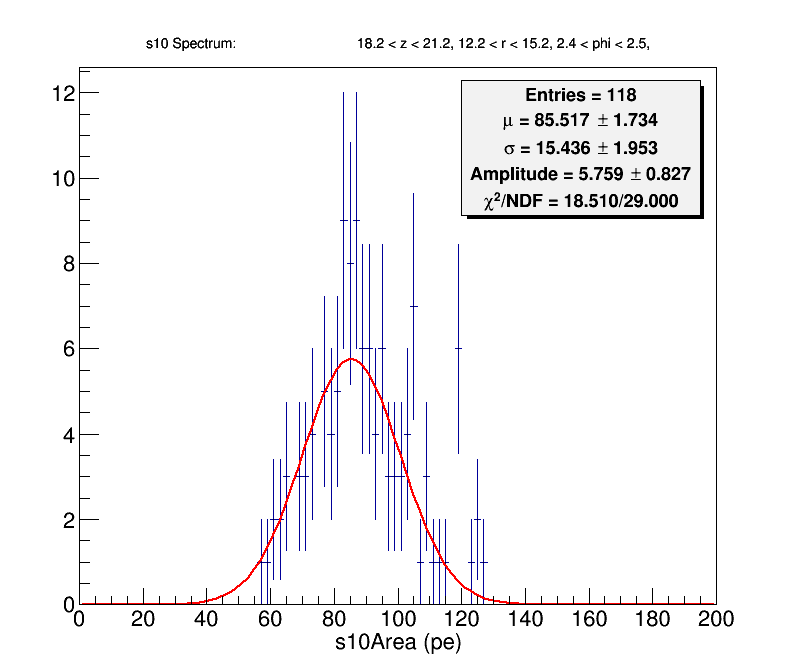 s10 Spectrum: 18.2 < z < 21.2, 12.2 < r < 15.2, 2.4 < phi < 2.5,
Entries = 118
μ = 85.517 ± 1.734
σ = 15.436 ± 1.953
Amplitude = 5.759 ± 0.827
χ²/NDF = 18.510/29.000
12
10
8
6
4
2
0
0 20 40 60 80 100 120 140 160 180 200
s10Area (pe)